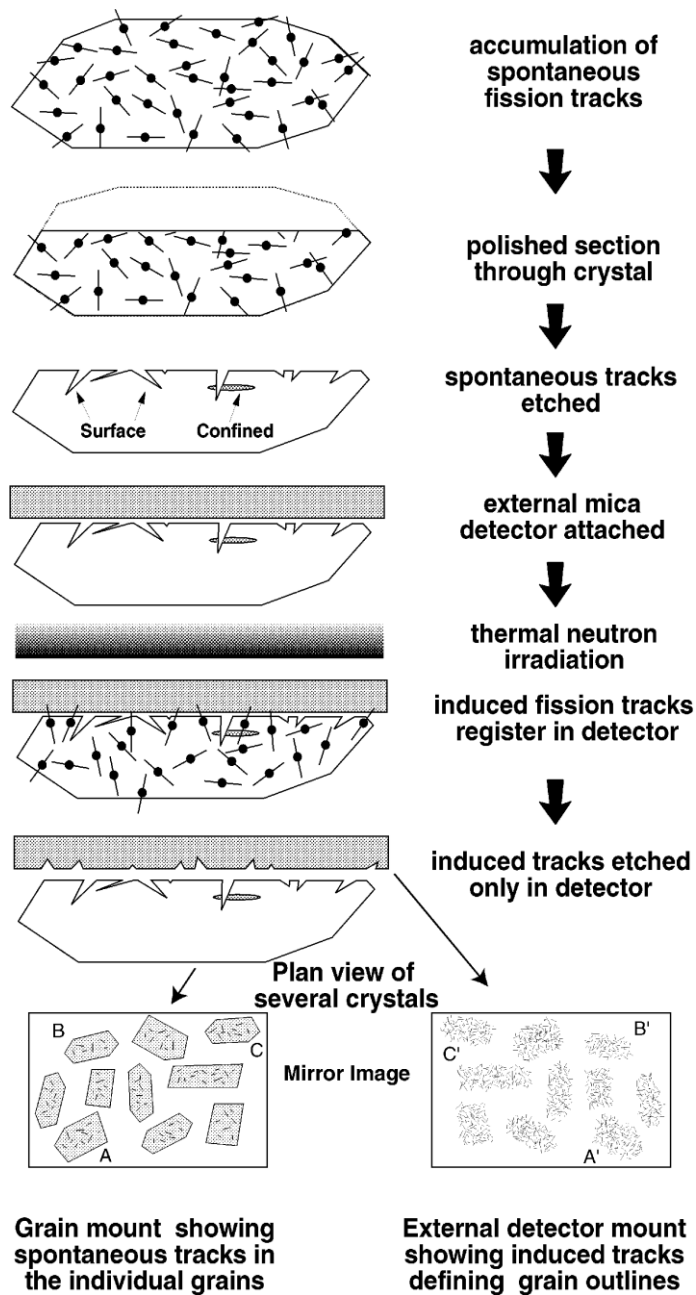 accumulation of
spontaneous
fission tracks
polished section
through crystal
spontaneous tracks
etched
Surface
Confined
external mica
detector attached
thermal neutron
irradiation
induced fission tracks
register in detector
induced tracks etched
only in detector
Plan view of
several crystals
B
C
A
Mirror Image
B'
C'
A'
Grain mount showing
spontaneous tracks in
the individual grains
External detector mount
showing induced tracks
defining grain outlines